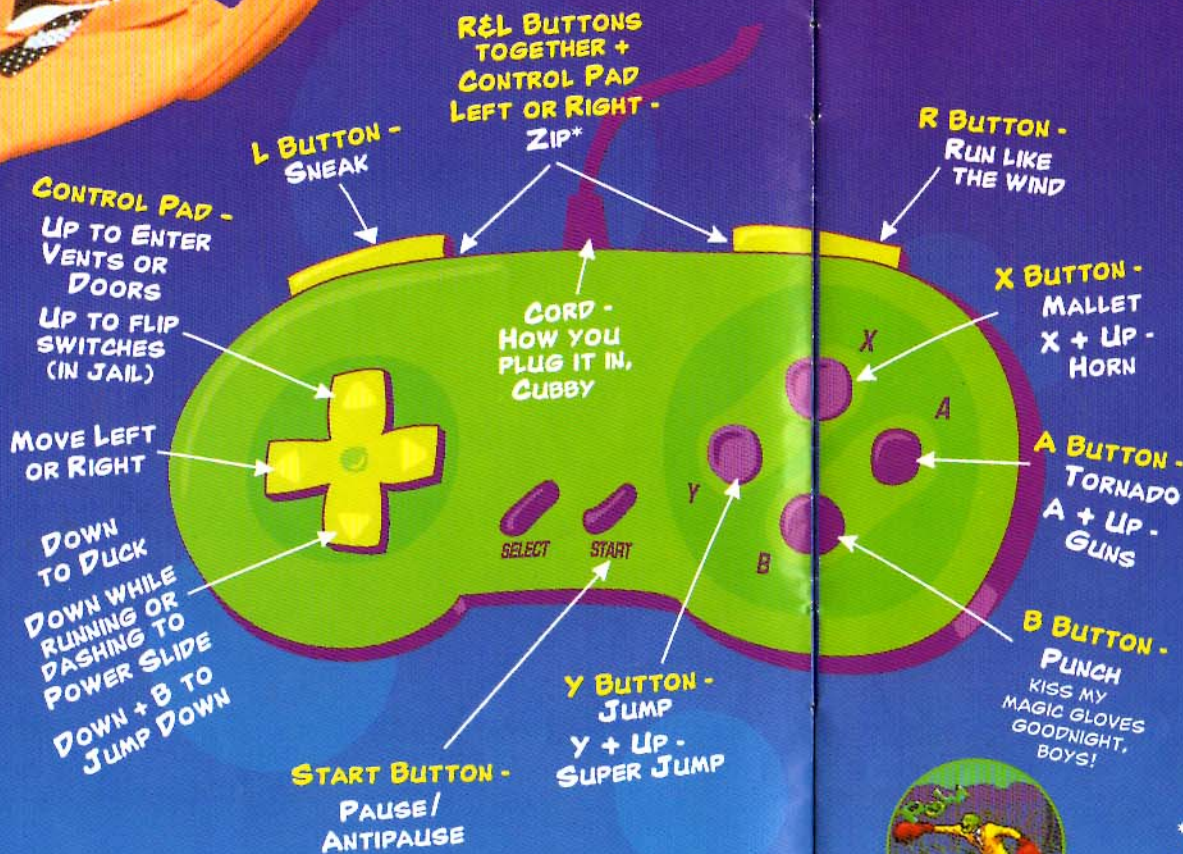 R&L BUTTONS
TOGETHER +
CONTROL PAD
LEFT OR RIGHT -
ZIP*
L BUTTON -
SNEAK
R BUTTON -
RUN LIKE
THE WIND
CONTROL PAD -
UP TO ENTER
VENTS OR
DOORS
UP TO FLIP
SWITCHES
(IN JAIL)
MOVE LEFT
OR RIGHT
DOWN
TO DUCK
DOWN WHILE
RUNNING OR
DASHING TO
POWER SLIDE
DOWN + B TO
JUMP DOWN
CORD -
HOW YOU
PLUG IT IN,
CUBBY
X BUTTON -
MALLET
X + UP -
HORN
X
A
Y
B
SELECT
START
A BUTTON -
TORNADO
A + UP -
GUNS
B BUTTON -
PUNCH
KISS MY
MAGIC GLOVES
GOODNIGHT,
BOYS!
Y BUTTON -
JUMP
Y + UP -
SUPER JUMP
START BUTTON -
PAUSE/
ANTIPAUSE
*